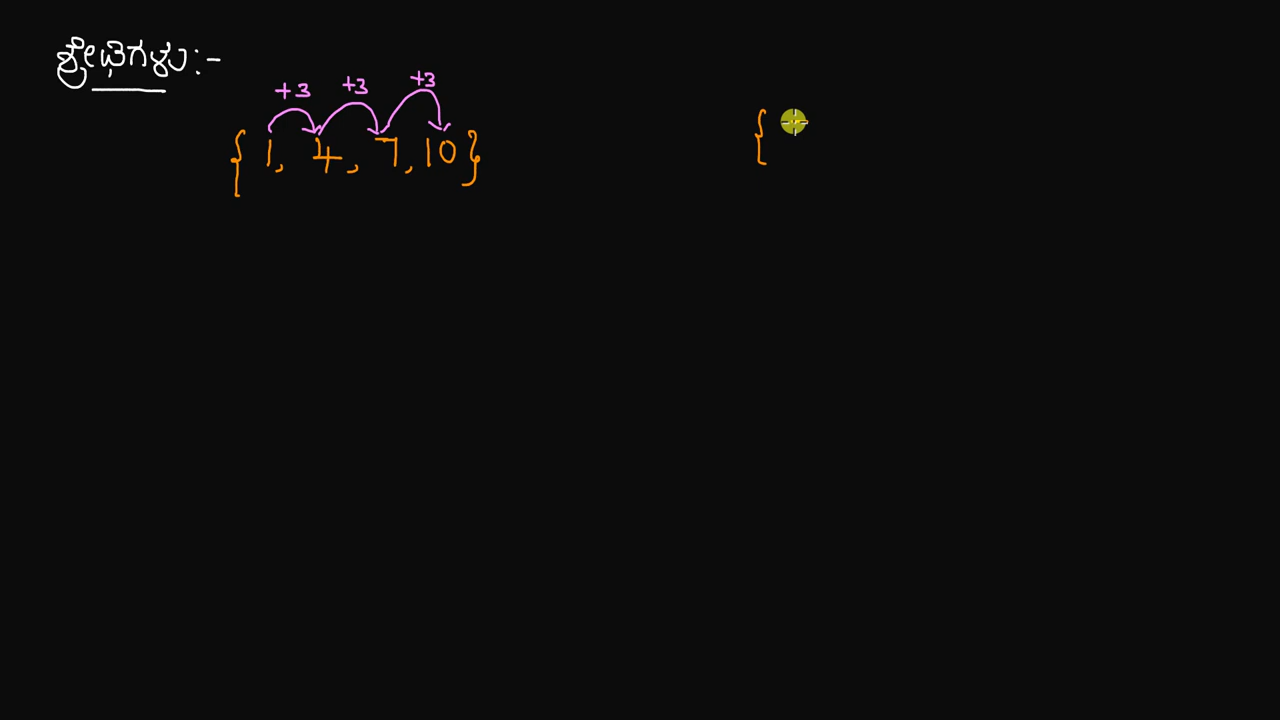 ಶ್ರೇಢಿಗಳು:-
+3 +3 +3
{ 1, 4, 7, 10 } {